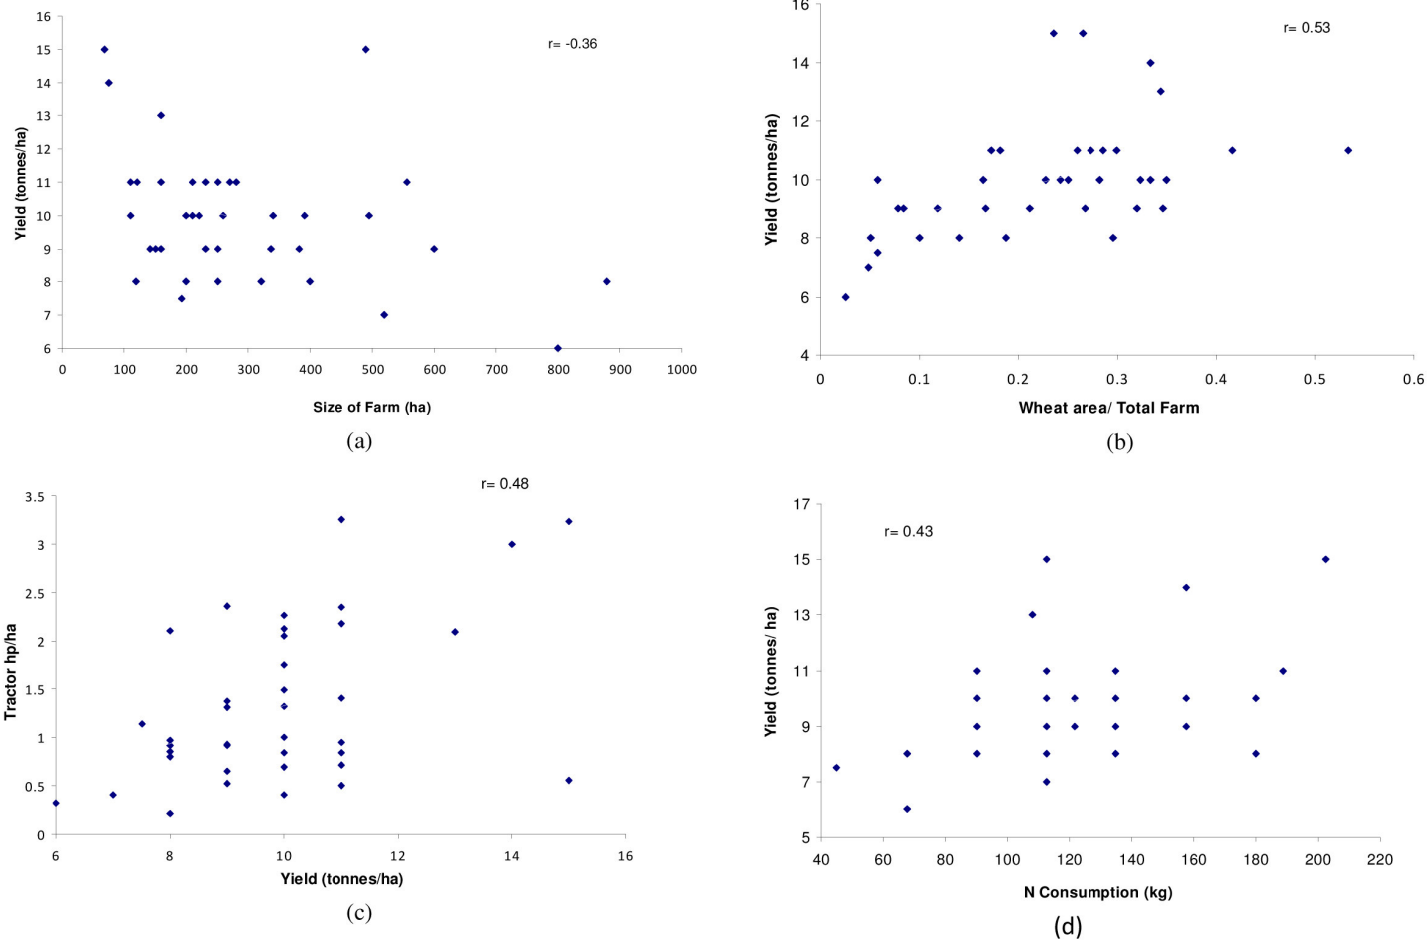 r= -0.36
16
15
14
13
12
11
10
9
8
7
6
Yield (tonnes/ha)
0 100 200 300 400 500 600 700 800 900 1000
Size of Farm (ha)
(a)
r= 0.53
16
14
12
10
8
6
4
Yield (tonnes/ha)
0 0.1 0.2 0.3 0.4 0.5 0.6
Wheat area/ Total Farm
(b)
r= 0.48
3.5
3
2.5
2
1.5
1
0.5
0
Tractor hp/ha
6 8 10 12 14 16
Yield (tonnes/ha)
(c)
r= 0.43
17
15
13
11
9
7
5
Yield (tonnes/ ha)
40 60 80 100 120 140 160 180 200 220
N Consumption (kg)
(d)